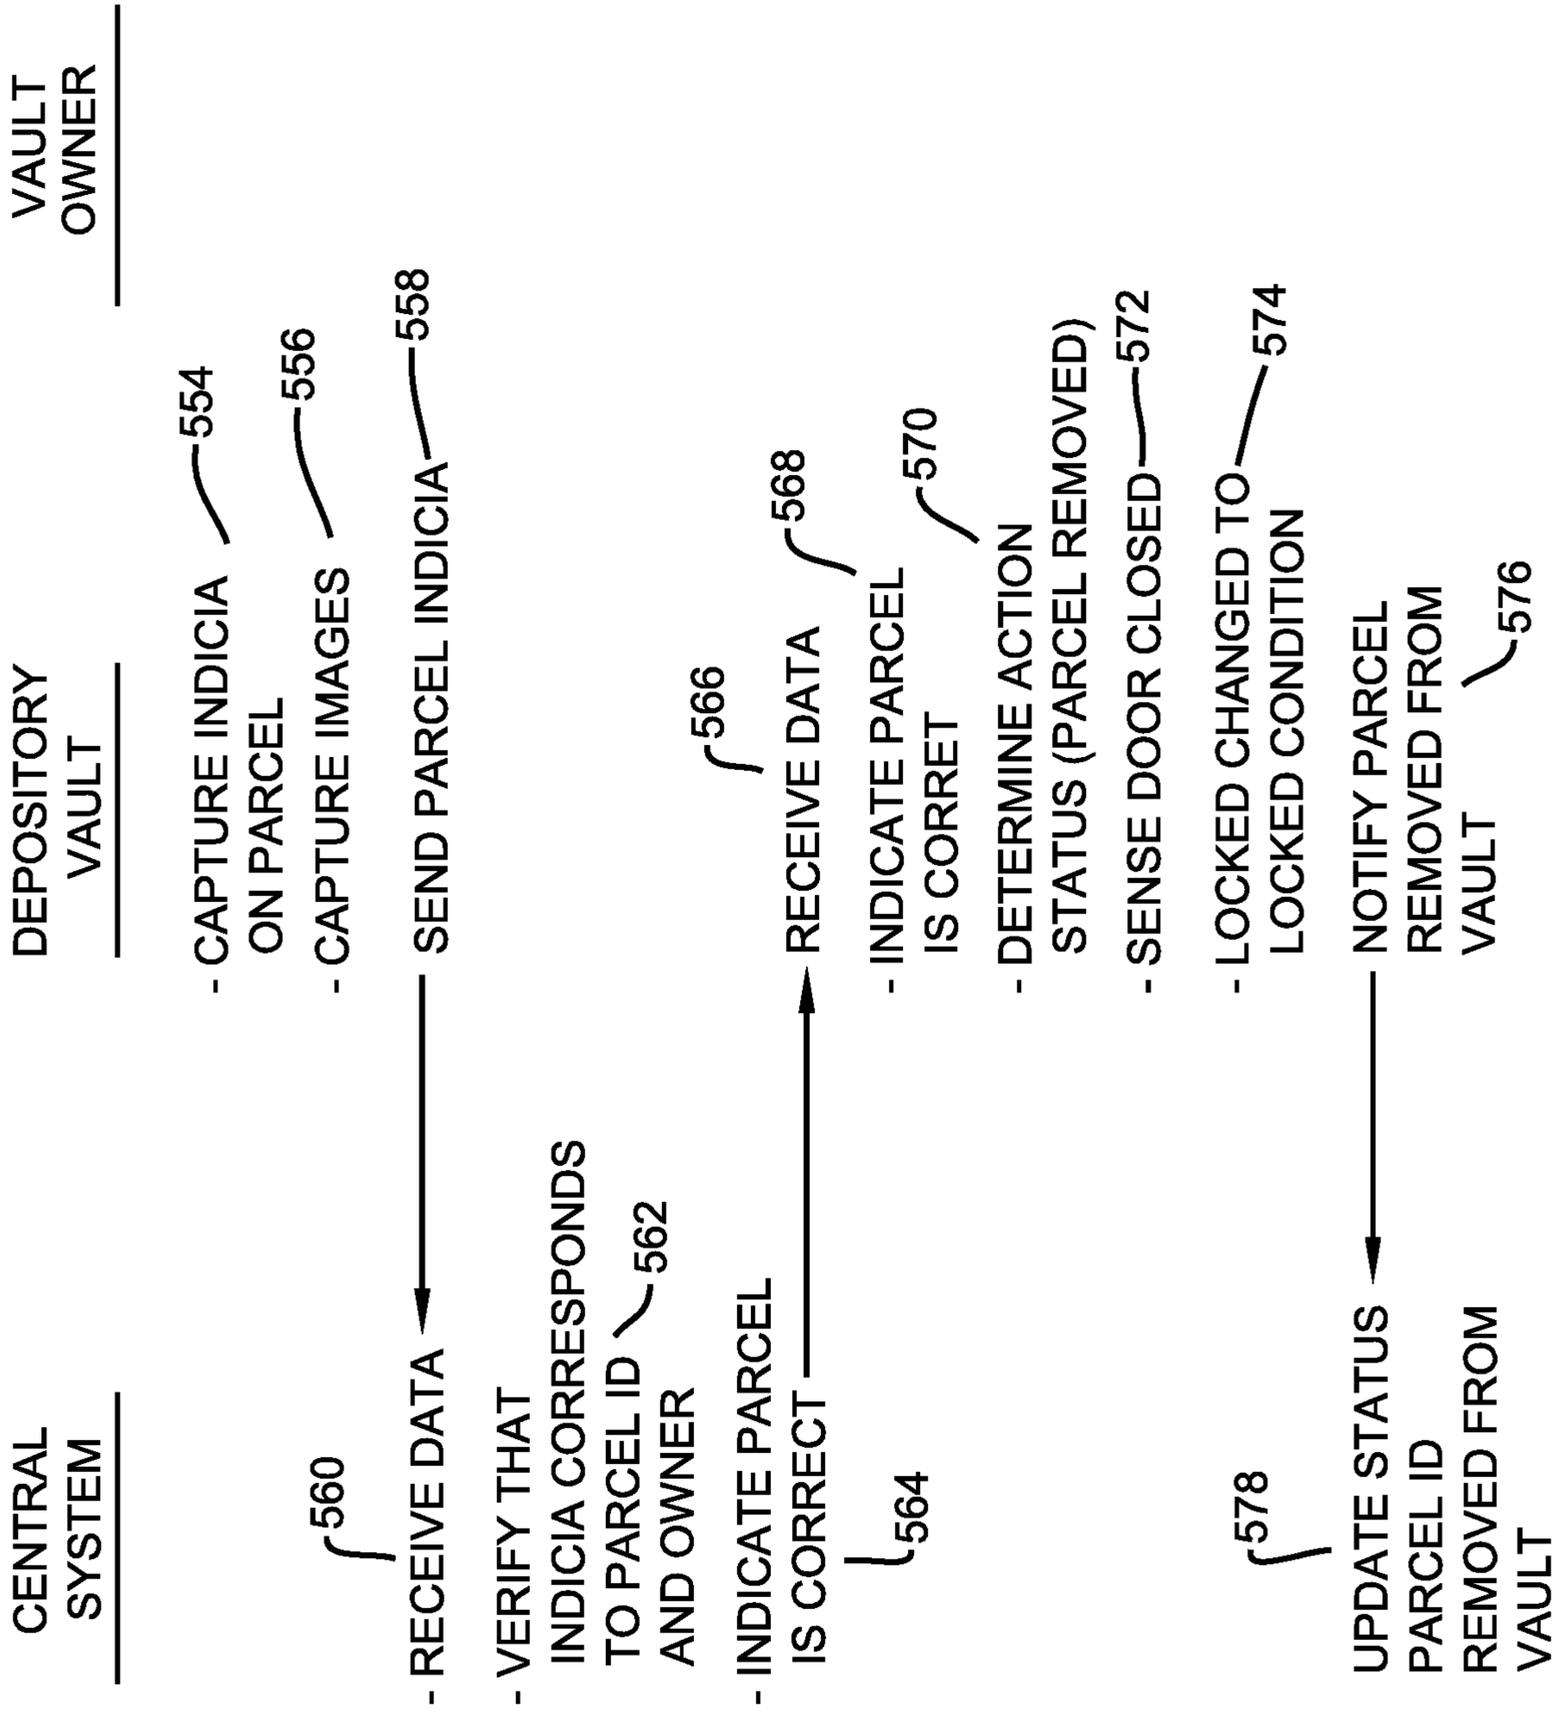 CENTRAL
SYSTEM
DEPOSITORY
VAULT
VAULT
OWNER
- CAPTURE INDICIA
ON PARCEL
554
- CAPTURE IMAGES
556
SEND PARCEL INDICIA
558
560
- RECEIVE DATA
- VERIFY THAT
INDICIA CORRESPONDS
TO PARCEL ID
AND OWNER
562
- INDICATE PARCEL
IS CORRECT
564
566
RECEIVE DATA
- INDICATE PARCEL
IS CORRET
568
- DETERMINE ACTION
STATUS (PARCEL REMOVED)
570
- SENSE DOOR CLOSED
572
- LOCKED CHANGED TO
LOCKED CONDITION
574
NOTIFY PARCEL
REMOVED FROM
VAULT
576
578
UPDATE STATUS
PARCEL ID
REMOVED FROM
VAULT